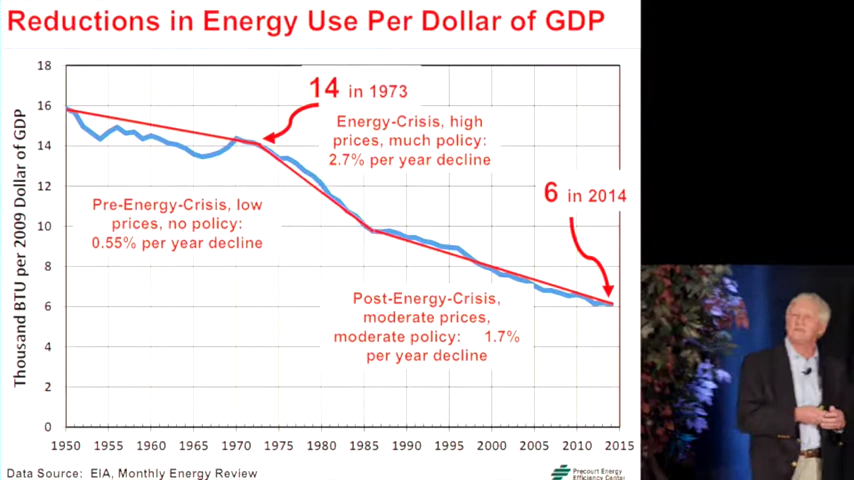 Reductions in Energy Use Per Dollar of GDP
18
16
14
12
10
8
6
4
2
0
Thousand BTU per 2009 Dollar of GDP
14 in 1973
Energy-Crisis, high
prices, much policy:
2.7% per year decline
6 in 2014
Pre-Energy-Crisis, low
prices, no policy:
0.55% per year decline
Post-Energy-Crisis,
moderate prices,
moderate policy: 1.7%
per year decline
1950 1955 1960 1965 1970 1975 1980 1985 1990 1995 2000 2005 2010 2015
Data Source: EIA, Monthly Energy Review
Precourt Energy
Efficiency Center